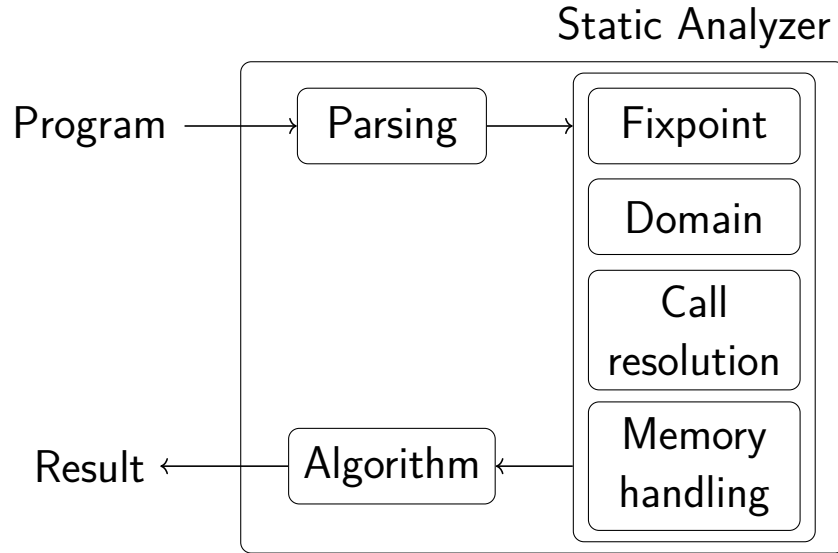 Static Analyzer
Program
Parsing
Fixpoint
Domain
Call
resolution
Memory
handling
Algorithm
Result